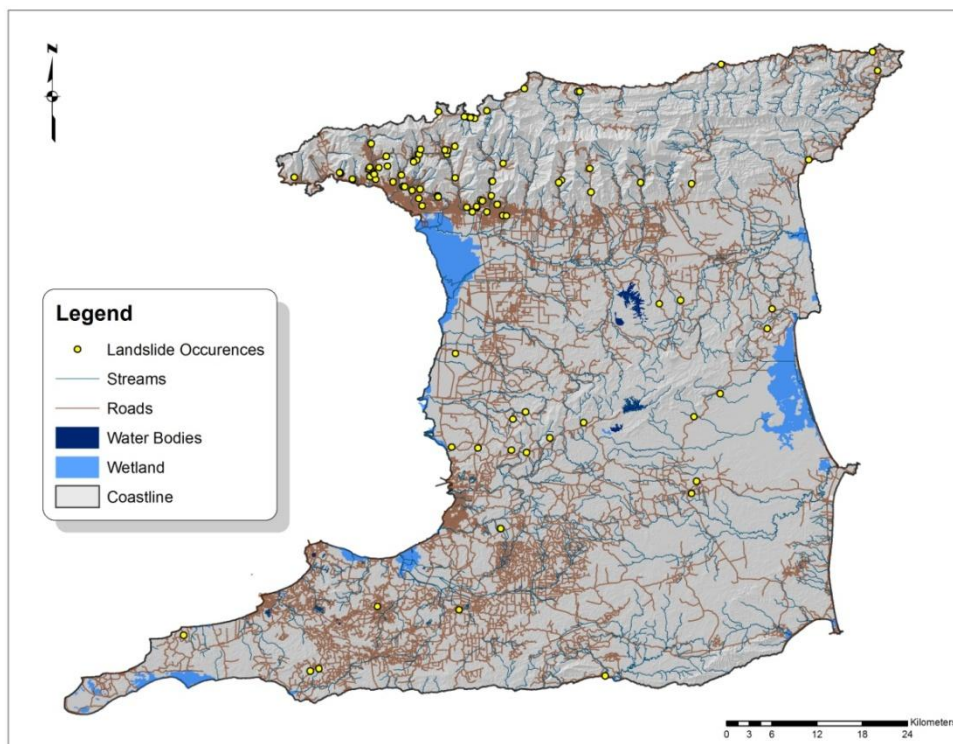 N
Legend
Landslide Occurences
Streams
Roads
Water Bodies
Wetland
Coastline
Kilometers
0 3 6 12 18 24